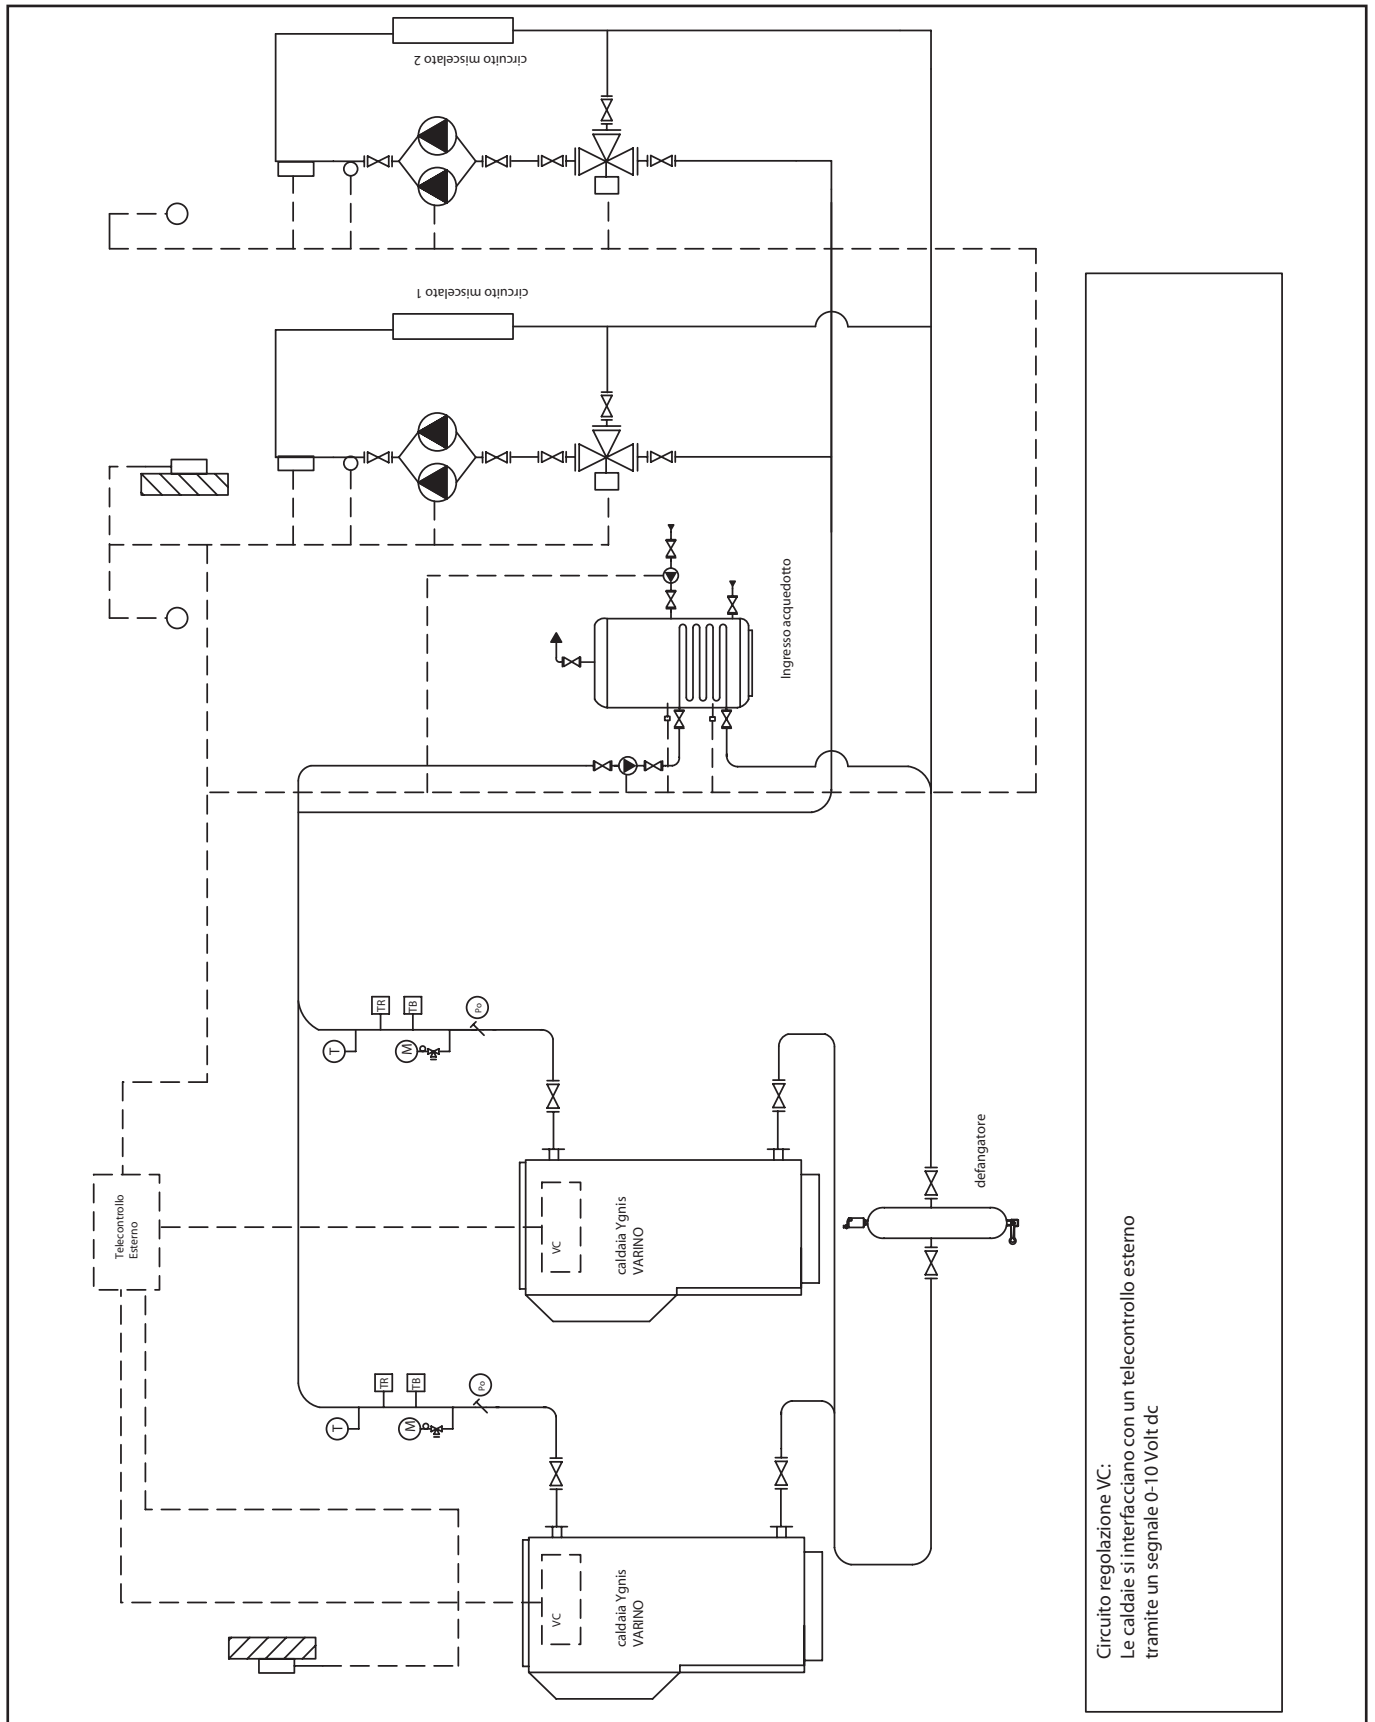 circuito miscelato 2
circuito miscelato 1
Ingresso acquedotto
TR
TB
T
M
Po
Telecontrollo
Esterno
VC
caldaia Ygnis
VARINO
defangatore
TR
TB
T
M
Po
VC
caldaia Ygnis
VARINO
Circuito regolazione VC:
Le caldaie si interfacciano con un telecontrollo esterno
tramite un segnale 0-10 Volt dc